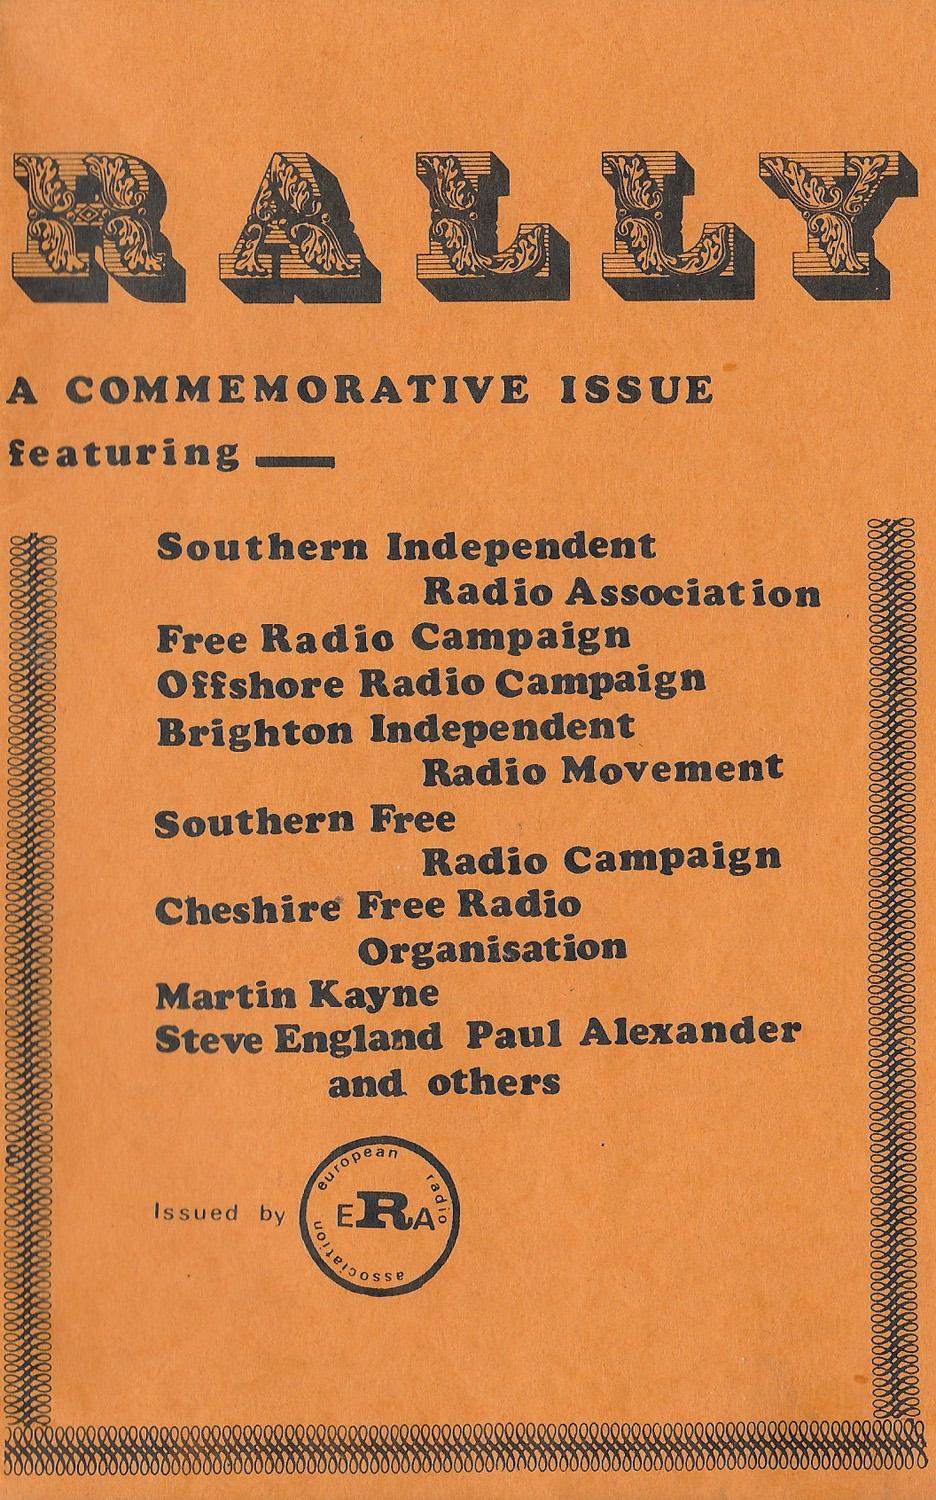 RALLY
A COMMEMORATIVE ISSUE
featuring —
Southern Independent
Radio Association
Free Radio Campaign
Offshore Radio Campaign
Brighton Independent
Radio Movement
Southern Free
Radio Campaign
Cheshire Free Radio
Organisation
Martin Kayne
Steve England Paul Alexander
and others
Issued by
european radio association
ERA